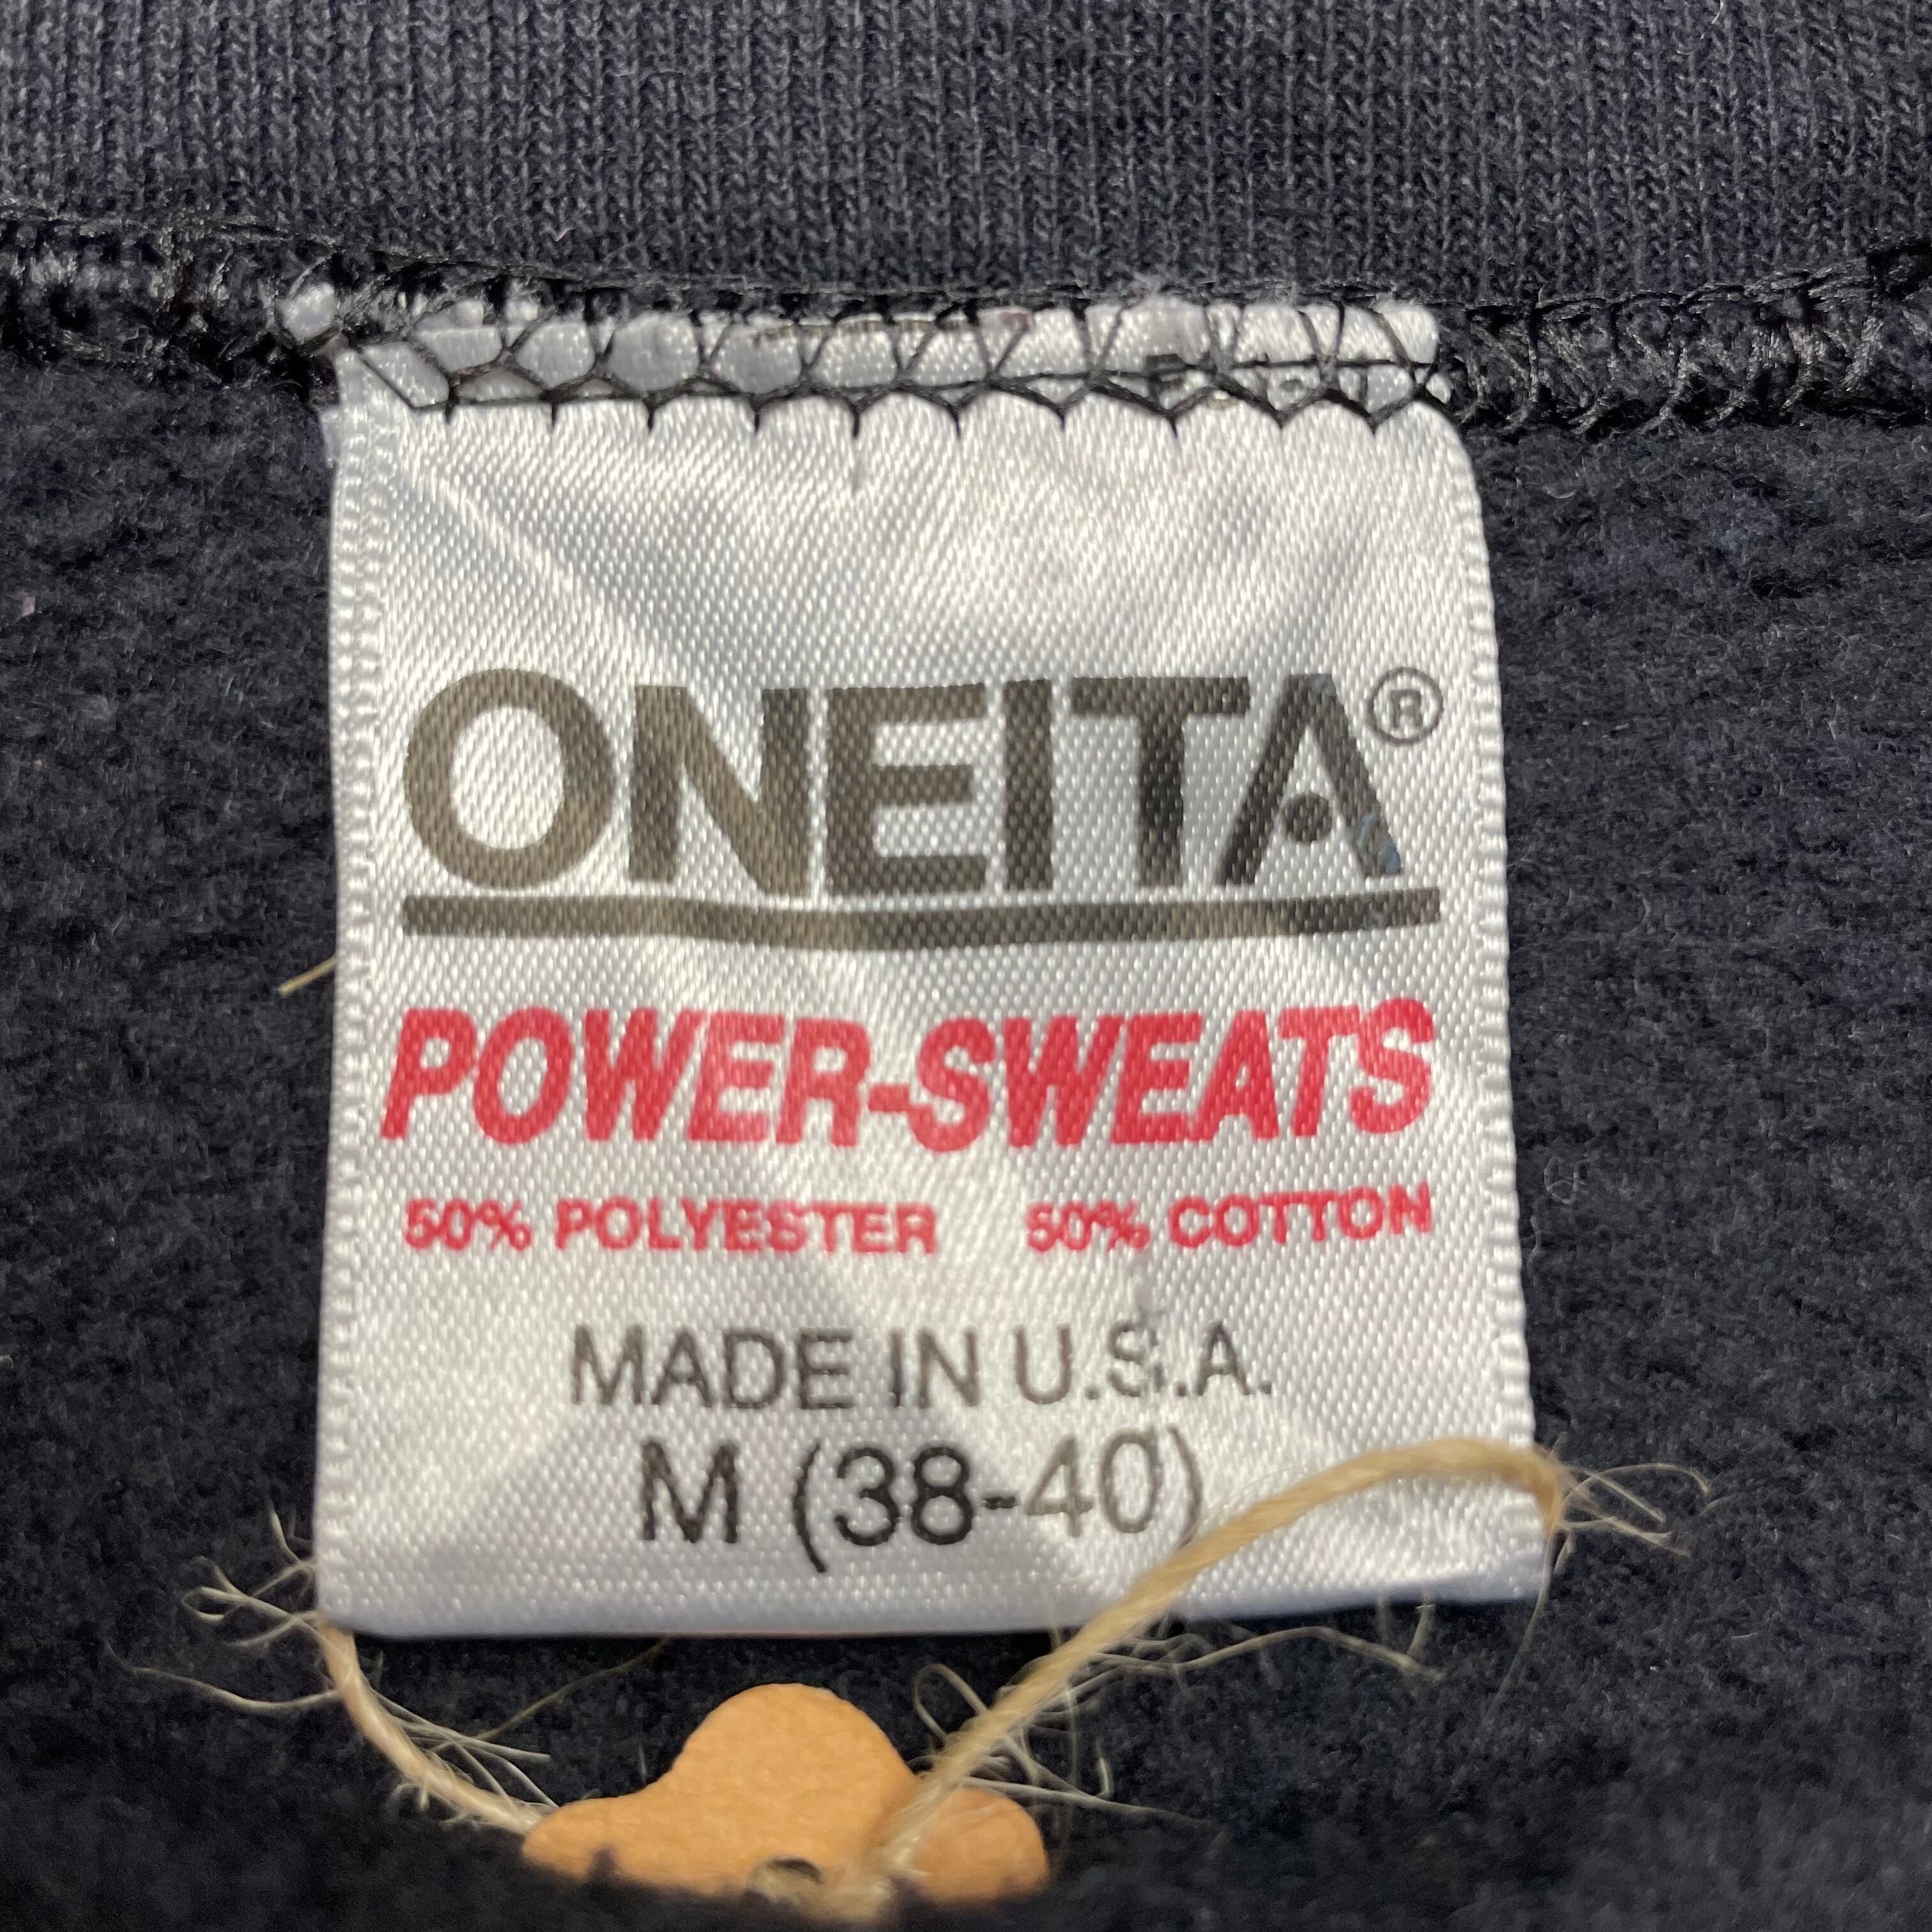 ONEITA®
POWER-SWEATS
50% POLYESTER 50% COTTON
MADE IN U.S.A.
M (38-40)